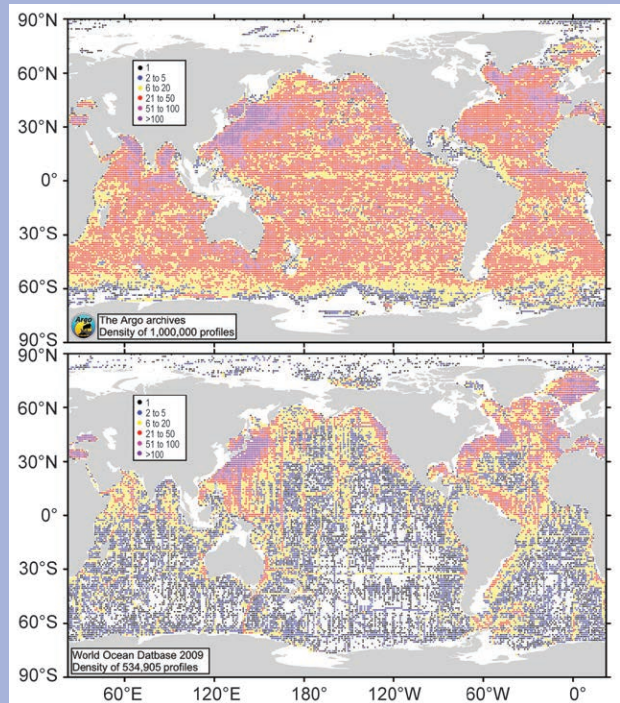 90°N
60°N
30°N
0°
30°S
60°S
90°S
1
2 to 5
6 to 20
21 to 50
51 to 100
>100
Argo
The Argo archives
Density of 1,000,000 profiles
90°N
60°N
30°N
0°
30°S
60°S
90°S
1
2 to 5
6 to 20
21 to 50
51 to 100
>100
World Ocean Datbase 2009
Density of 534,905 profiles
60°E 120°E 180° 120°W 60°W 0°